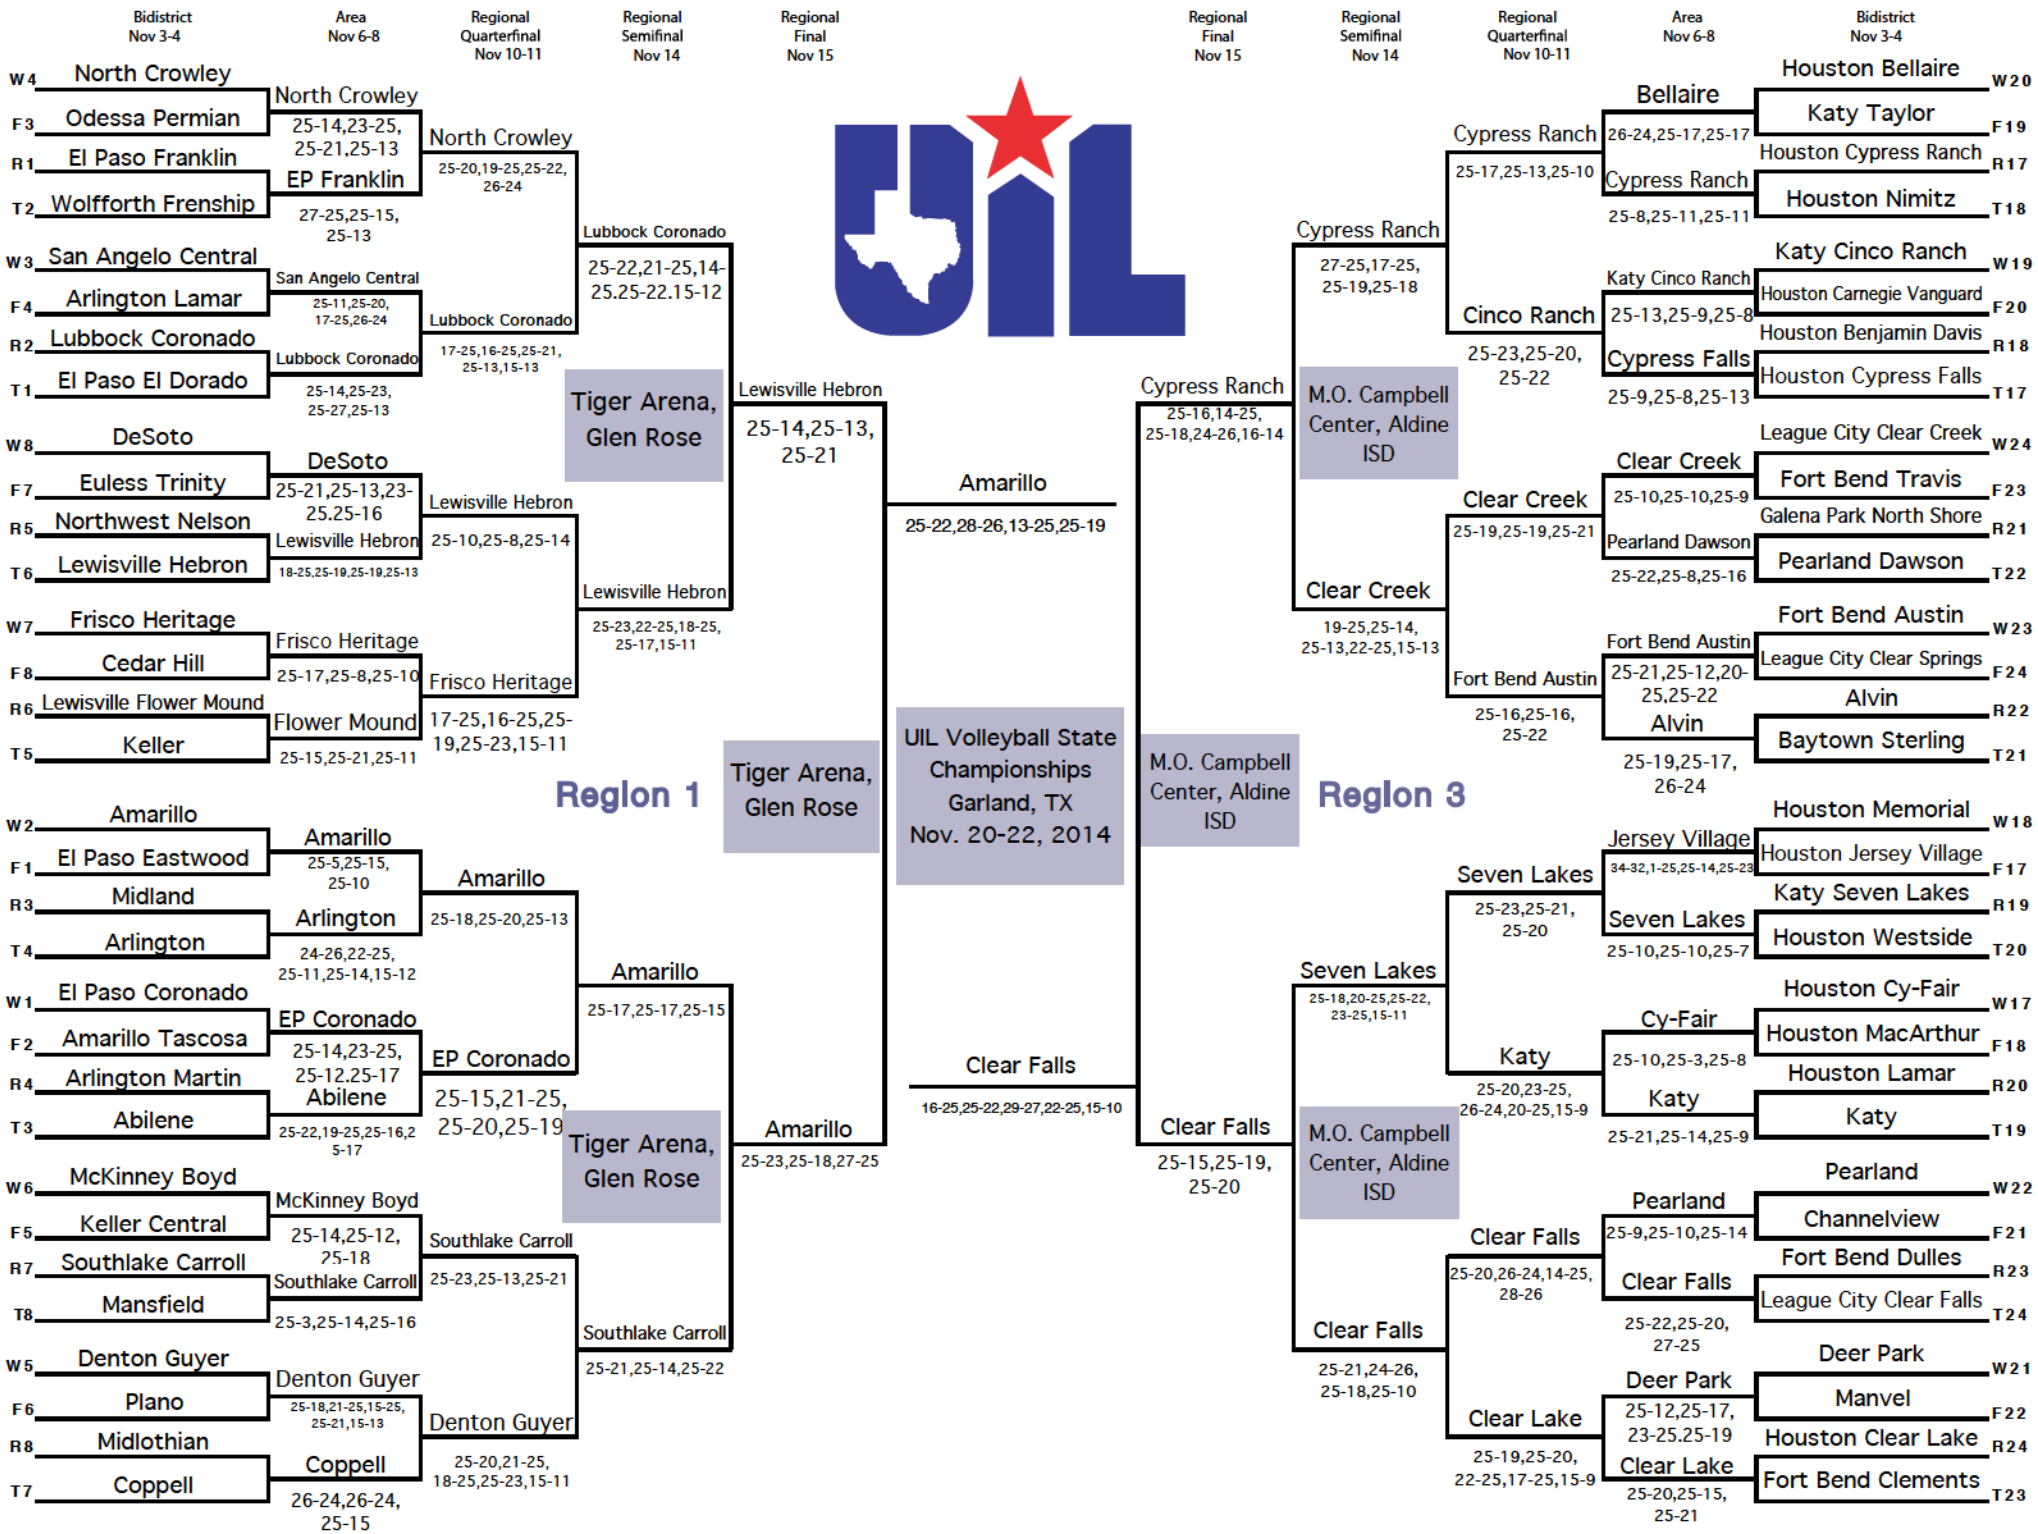 Bidistrict
Nov 3-4
Area
Nov 6-8
Regional
Quarterfinal
Nov 10-11
Regional
Semifinal
Nov 14
Regional
Final
Nov 15
Regional
Final
Nov 15
Regional
Semifinal
Nov 14
Regional
Quarterfinal
Nov 10-11
Area
Nov 6-8
Bidistrict
Nov 3-4
W4 North Crowley
F3 Odessa Permian
R1 El Paso Franklin
T2 Wolfforth Frenship
W3 San Angelo Central
F4 Arlington Lamar
R2 Lubbock Coronado
T1 El Paso El Dorado
W8 DeSoto
F7 Euless Trinity
R5 Northwest Nelson
T6 Lewisville Hebron
W7 Frisco Heritage
F8 Cedar Hill
R6 Lewisville Flower Mound
T5 Keller
W2 Amarillo
F1 El Paso Eastwood
R3 Midland
T4 Arlington
W1 El Paso Coronado
F2 Amarillo Tascosa
R4 Arlington Martin
T3 Abilene
W6 McKinney Boyd
F5 Keller Central
R7 Southlake Carroll
T8 Mansfield
W5 Denton Guyer
F6 Plano
R8 Midlothian
T7 Coppell
North Crowley
25-14,23-25,
25-21,25-13
EP Franklin
27-25,25-15,
25-13
San Angelo Central
25-11,25-20,
17-25,26-24
Lubbock Coronado
25-14,25-23,
25-27,25-13
DeSoto
25-21,25-13,23-
25.25-16
Lewisville Hebron
18-25,25-19,25-19,25-13
Frisco Heritage
25-17,25-8,25-10
Flower Mound
25-15,25-21,25-11
Amarillo
25-5,25-15,
25-10
Arlington
24-26,22-25,
25-11,25-14,15-12
EP Coronado
25-14,23-25,
25-12.25-17
Abilene
25-22,19-25,25-16,2
5-17
McKinney Boyd
25-14,25-12,
25-18
Southlake Carroll
25-3,25-14,25-16
Denton Guyer
25-18,21-25,15-25,
25-21,15-13
Coppell
26-24,26-24,
25-15
North Crowley
25-20,19-25,25-22,
26-24
Lubbock Coronado
17-25,16-25,25-21,
25-13,15-13
Lewisville Hebron
25-10,25-8,25-14
Frisco Heritage
17-25,16-25,25-
19,25-23,15-11
Amarillo
25-18,25-20,25-13
EP Coronado
25-15,21-25,
25-20,25-19
Southlake Carroll
25-23,25-13,25-21
Denton Guyer
25-20,21-25,
18-25,25-23,15-11
Lubbock Coronado
25-22,21-25,14-
25.25-22.15-12
Tiger Arena,
Glen Rose
Lewisville Hebron
25-23,22-25,18-25,
25-17,15-11
Region 1
Amarillo
25-17,25-17,25-15
Tiger Arena,
Glen Rose
Southlake Carroll
25-21,25-14,25-22
Lewisville Hebron
25-14,25-13,
25-21
Tiger Arena,
Glen Rose
Amarillo
25-23,25-18,27-25
UIL
Amarillo
25-22,28-26,13-25,25-19
UIL Volleyball State
Championships
Garland, TX
Nov. 20-22, 2014
Clear Falls
16-25,25-22,29-27,22-25,15-10
Cypress Ranch
25-16,14-25,
25-18,24-26,16-14
M.O. Campbell
Center, Aldine
ISD
Clear Falls
25-15,25-19,
25-20
Cypress Ranch
27-25,17-25,
25-19,25-18
M.O. Campbell
Center, Aldine
ISD
Clear Creek
19-25,25-14,
25-13,22-25,15-13
Region 3
Seven Lakes
25-18,20-25,25-22,
23-25,15-11
M.O. Campbell
Center, Aldine
ISD
Clear Falls
25-21,24-26,
25-18,25-10
Cypress Ranch
25-17,25-13,25-10
Cinco Ranch
25-23,25-20,
25-22
Clear Creek
25-19,25-19,25-21
Fort Bend Austin
25-16,25-16,
25-22
Seven Lakes
25-23,25-21,
25-20
Katy
25-20,23-25,
26-24,20-25,15-9
Clear Falls
25-20,26-24,14-25,
28-26
Clear Lake
25-19,25-20,
22-25,17-25,15-9
Bellaire
26-24,25-17,25-17
Cypress Ranch
25-8,25-11,25-11
Katy Cinco Ranch
25-13,25-9,25-8
Cypress Falls
25-9,25-8,25-13
Clear Creek
25-10,25-10,25-9
Pearland Dawson
25-22,25-8,25-16
Fort Bend Austin
25-21,25-12,20-
25,25-22
Alvin
25-19,25-17,
26-24
Jersey Village
34-32,1-25,25-14,25-23
Seven Lakes
25-10,25-10,25-7
Cy-Fair
25-10,25-3,25-8
Katy
25-21,25-14,25-9
Pearland
25-9,25-10,25-14
Clear Falls
25-22,25-20,
27-25
Deer Park
25-12,25-17,
23-25.25-19
Clear Lake
25-20,25-15,
25-21
Houston Bellaire W20
Katy Taylor F19
Houston Cypress Ranch R17
Houston Nimitz T18
Katy Cinco Ranch W19
Houston Carnegie Vanguard F20
Houston Benjamin Davis R18
Houston Cypress Falls T17
League City Clear Creek W24
Fort Bend Travis F23
Galena Park North Shore R21
Pearland Dawson T22
Fort Bend Austin W23
League City Clear Springs F24
Alvin R22
Baytown Sterling T21
Houston Memorial W18
Houston Jersey Village F17
Katy Seven Lakes R19
Houston Westside T20
Houston Cy-Fair W17
Houston MacArthur F18
Houston Lamar R20
Katy T19
Pearland W22
Channelview F21
Fort Bend Dulles R23
League City Clear Falls T24
Deer Park W21
Manvel F22
Houston Clear Lake R24
Fort Bend Clements T23